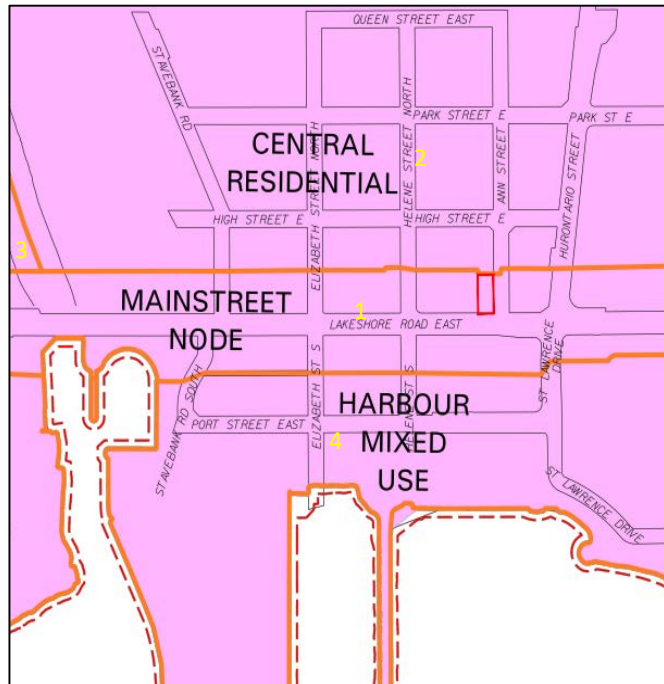 QUEEN STREET EAST
STAVEBANK RD
PARK STREET E
PARK ST E
CENTRAL
RESIDENTIAL
2
ELIZABETH STREET NORTH
HELENE STREET NORTH
ANN STREET
HURONTARIO STREET
HIGH STREET E
HIGH STREET E
3
MAINSTREET
NODE
1
LAKESHORE ROAD EAST
ST LAWRENCE
DRIVE
STAVEBANK RD SOUTH
ELIZABETH ST S
HELENE ST S
HARBOUR
MIXED
USE
PORT STREET EAST
4
ST LAWRENCE DRIVE